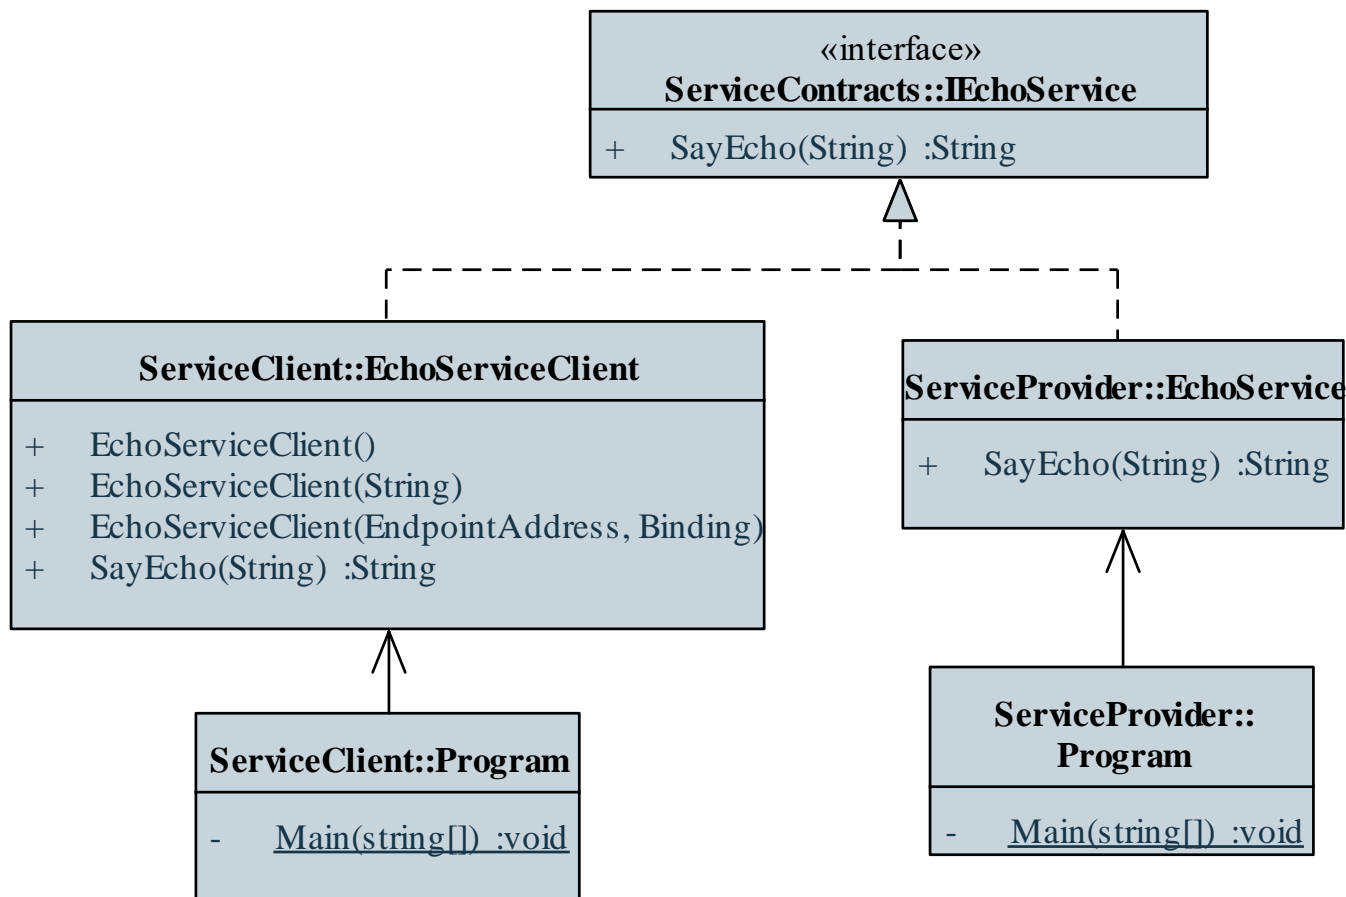 «interface»
ServiceContracts::IEchoService
+ SayEcho(String) :String
ServiceClient::EchoServiceClient
+ EchoServiceClient()
+ EchoServiceClient(String)
+ EchoServiceClient(EndpointAddress, Binding)
+ SayEcho(String) :String
ServiceProvider::EchoService
+ SayEcho(String) :String
ServiceClient::Program
- Main(string[]) :void
ServiceProvider::
Program
- Main(string[]) :void